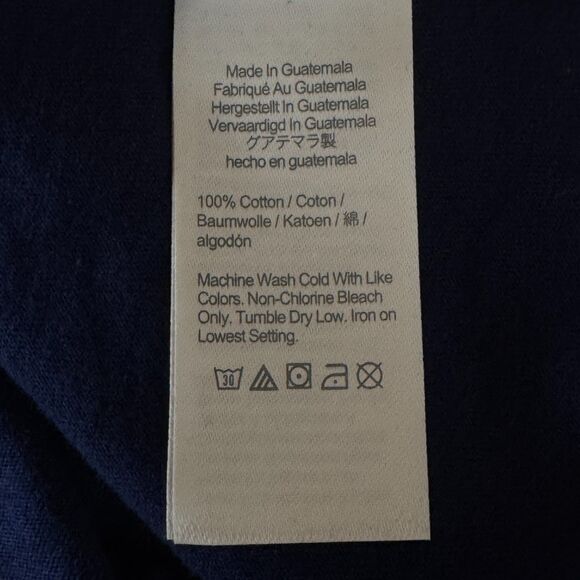 Made In Guatemala
Fabriqué Au Guatemala
Hergestellt In Guatemala
Vervaardigd In Guatemala
グアテマラ製
hecho en guatemala
100% Cotton / Coton /
Baumwolle / Katoen / 綿 /
algodón
Machine Wash Cold With Like
Colors. Non-Chlorine Bleach
Only. Tumble Dry Low. Iron on
Lowest Setting.
30